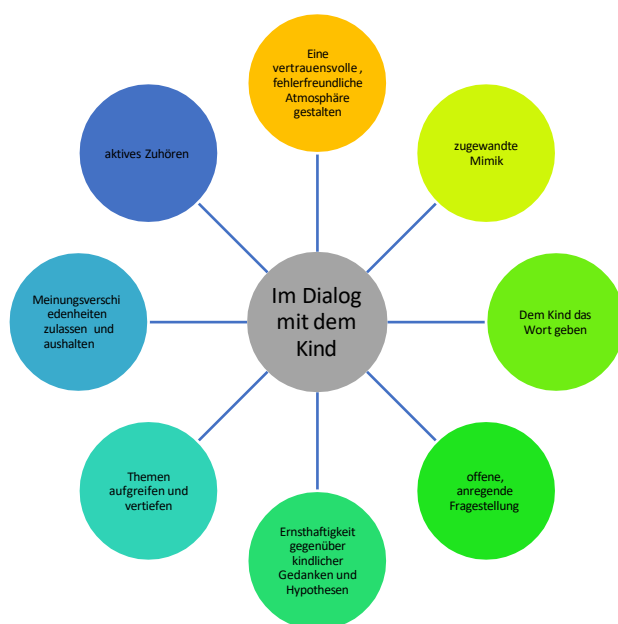 Eine
vertrauensvolle ,
fehlerfreundliche
Atmosphäre
gestalten
zugewandte
Mimik
Dem Kind das
Wort geben
offene,
anregende
Fragestellung
Ernsthaftigkeit
gegenüber
kindlicher
Gedanken und
Hypothesen
Themen
aufgreifen und
vertiefen
Meinungsverschi
edenheiten
zulassen und
aushalten
aktives Zuhören
Im Dialog
mit dem
Kind